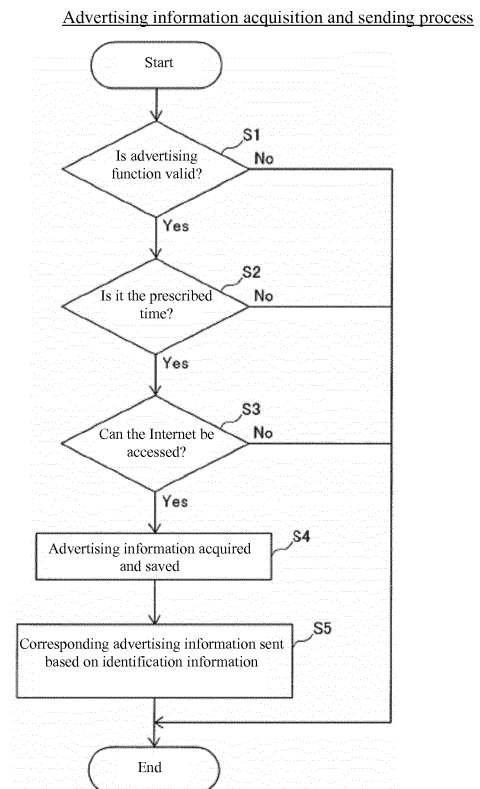 Advertising information acquisition and sending process
Start
S1
Is advertising
function valid?
No
Yes
S2
Is it the prescribed
time?
No
Yes
S3
Can the Internet be
accessed?
No
Yes
S4
Advertising information acquired
and saved
S5
Corresponding advertising information sent
based on identification information
End